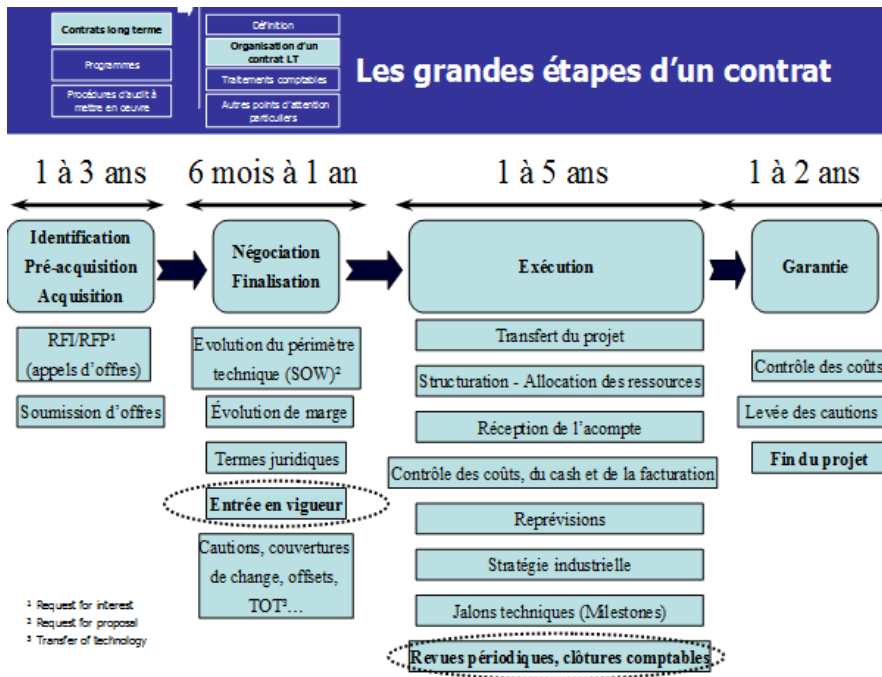 Contrats long terme
Programmes
Procédures d'audit à
mettre en œuvre
Définition
Organisation d'un
contrat LT
Traitements comptables
Autres points d'attention
particuliers
Les grandes étapes d'un contrat
1 à 3 ans
6 mois à 1 an
1 à 5 ans
1 à 2 ans
Identification
Pré-acquisition
Acquisition
Négociation
Finalisation
Exécution
Garantie
RFI/RFP¹
(appels d'offres)
Soumission d'offres
Evolution du périmètre
technique (SOW)²
Évolution de marge
Termes juridiques
Entrée en vigueur
Cautions, couvertures
de change, offsets,
TOT³…
Transfert du projet
Structuration - Allocation des ressources
Réception de l'acompte
Contrôle des coûts, du cash et de la facturation
Reprévisions
Stratégie industrielle
Jalons techniques (Milestones)
Revues périodiques, clôtures comptables
Contrôle des coûts
Levée des cautions
Fin du projet
¹ Request for interest
² Request for proposal
³ Transfer of technology